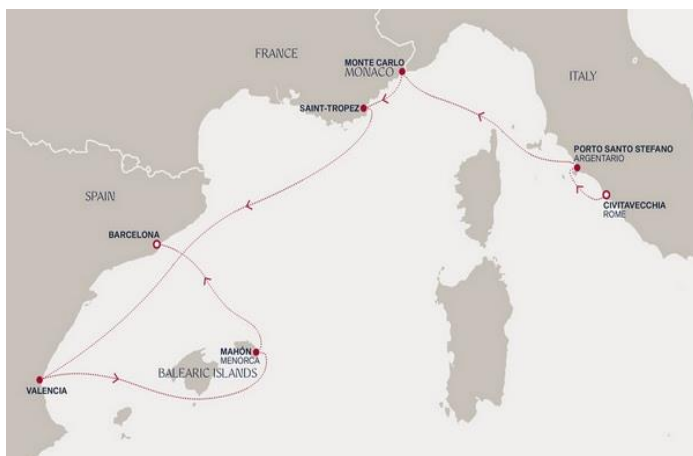 FRANCE
MONTE CARLO
MONACO
ITALY
SAINT-TROPEZ
PORTO SANTO STEFANO
ARGENTARIO
SPAIN
CIVITAVECCHIA
ROME
BARCELONA
MAHÓN
MENORCA
BALEARIC ISLANDS
VALENCIA